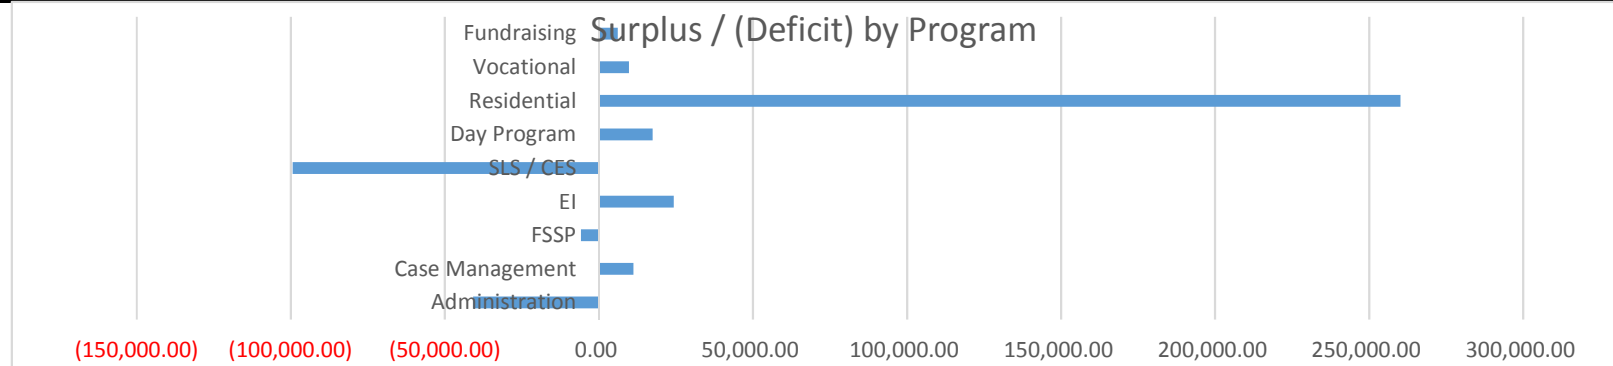 Surplus / (Deficit) by Program
Fundraising
Vocational
Residential
Day Program
SLS / CES
EI
FSSP
Case Management
Administration
(150,000.00) (100,000.00) (50,000.00) 0.00 50,000.00 100,000.00 150,000.00 200,000.00 250,000.00 300,000.00